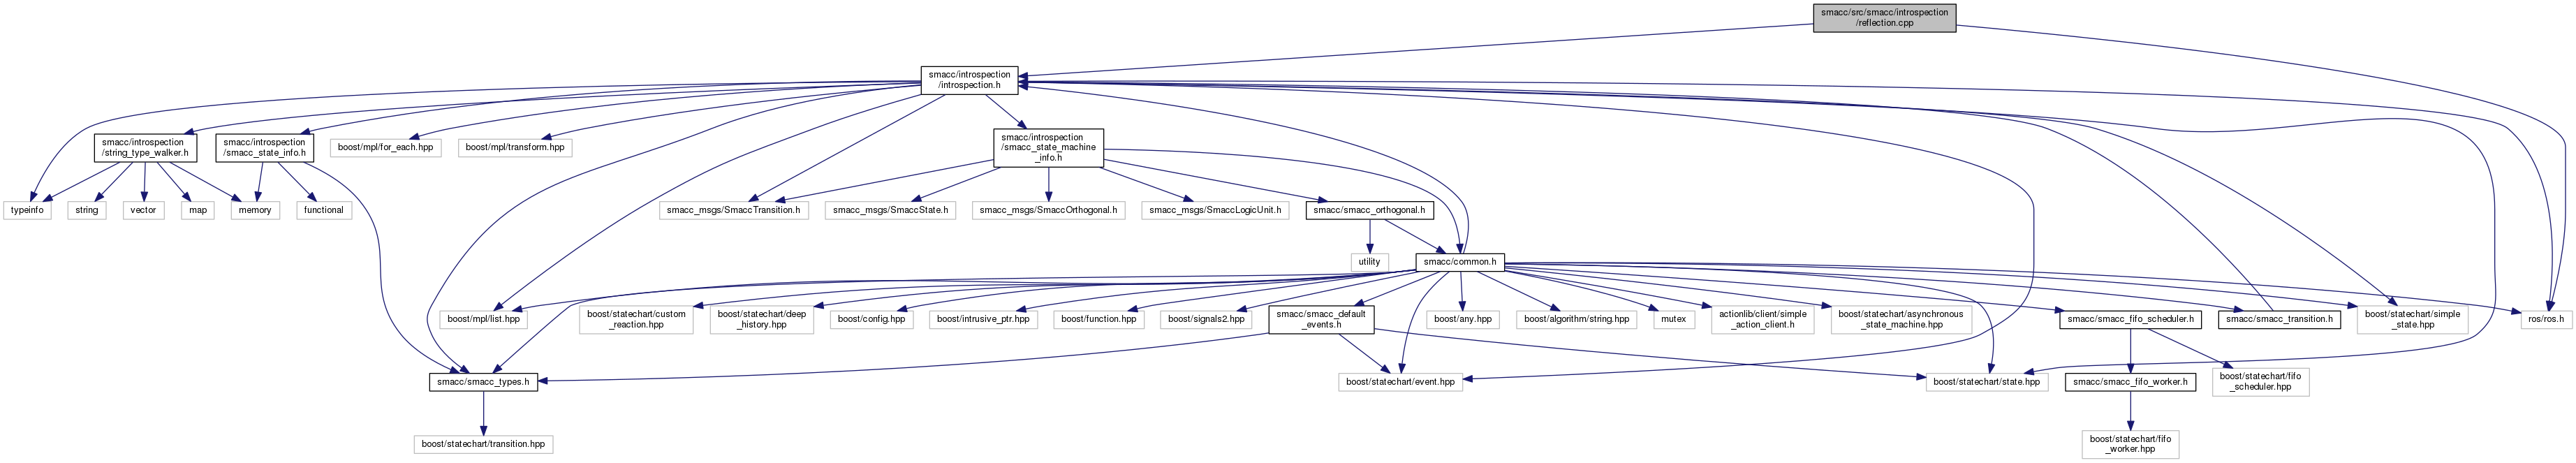 smacc/src/smacc/introspection
/reflection.cpp
smacc/introspection
/introspection.h
smacc/introspection
/string_type_walker.h
smacc/introspection
/smacc_state_info.h
boost/mpl/for_each.hpp
boost/mpl/transform.hpp
smacc/introspection
/smacc_state_machine
_info.h
typeinfo
string
vector
map
memory
functional
smacc_msgs/SmaccTransition.h
smacc_msgs/SmaccState.h
smacc_msgs/SmaccOrthogonal.h
smacc_msgs/SmaccLogicUnit.h
smacc/smacc_orthogonal.h
utility
smacc/common.h
boost/mpl/list.hpp
boost/statechart/custom
_reaction.hpp
boost/statechart/deep
_history.hpp
boost/config.hpp
boost/intrusive_ptr.hpp
boost/function.hpp
boost/signals2.hpp
smacc/smacc_default
_events.h
boost/any.hpp
boost/algorithm/string.hpp
mutex
actionlib/client/simple
_action_client.h
boost/statechart/asynchronous
_state_machine.hpp
smacc/smacc_fifo_scheduler.h
smacc/smacc_transition.h
boost/statechart/simple
_state.hpp
ros/ros.h
smacc/smacc_types.h
boost/statechart/event.hpp
boost/statechart/state.hpp
smacc/smacc_fifo_worker.h
boost/statechart/fifo
_scheduler.hpp
boost/statechart/transition.hpp
boost/statechart/fifo
_worker.hpp